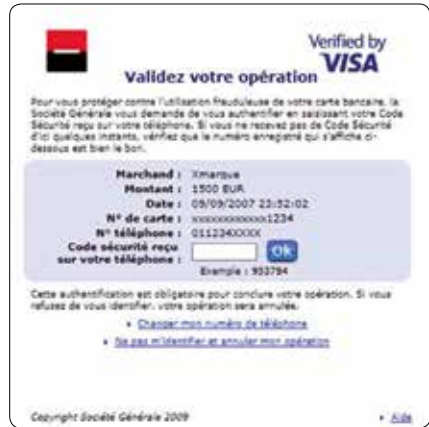 Verified by
VISA
Validez votre opération
Pour vous protéger contre l'utilisation frauduleuse de votre carte bancaire, la
Société Générale vous demande de vous authentifier en saisissant votre Code
Sécurité reçu sur votre téléphone. Si vous ne recevez pas de Code Sécurité
d'ici quelques instants, vérifiez que le numéro enregistré qui s'affiche ci-
dessous est bien le bon.
Marchand : Xmarque
Montant : 1500 EUR
Date : 09/09/2007 23:52:02
N° de carte : xxxxxxxxxxxx1234
N° téléphone : 011234XXXX
Code sécurité reçu
sur votre téléphone : Ok
Exemple : 953794
Cette authentification est obligatoire pour conclure votre opération. Si vous
refusez de vous identifier, votre opération sera annulée.
Changer mon numéro de téléphone
Ne pas m'identifier et annuler mon opération
Copyright Société Générale 2009
Aide